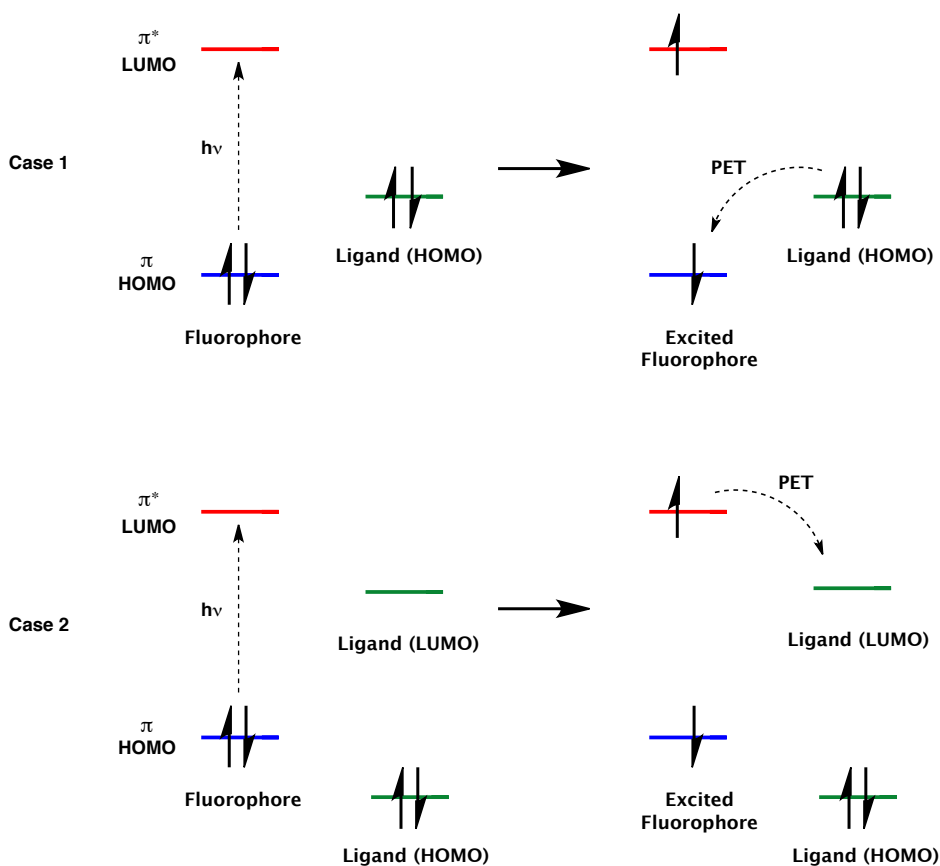 π*
LUMO
Case 1
hν
PET
Ligand (HOMO)
Ligand (HOMO)
π
HOMO
Fluorophore
Excited
Fluorophore
π*
LUMO
PET
Case 2
hν
Ligand (LUMO)
Ligand (LUMO)
π
HOMO
Fluorophore
Excited
Fluorophore
Ligand (HOMO)
Ligand (HOMO)